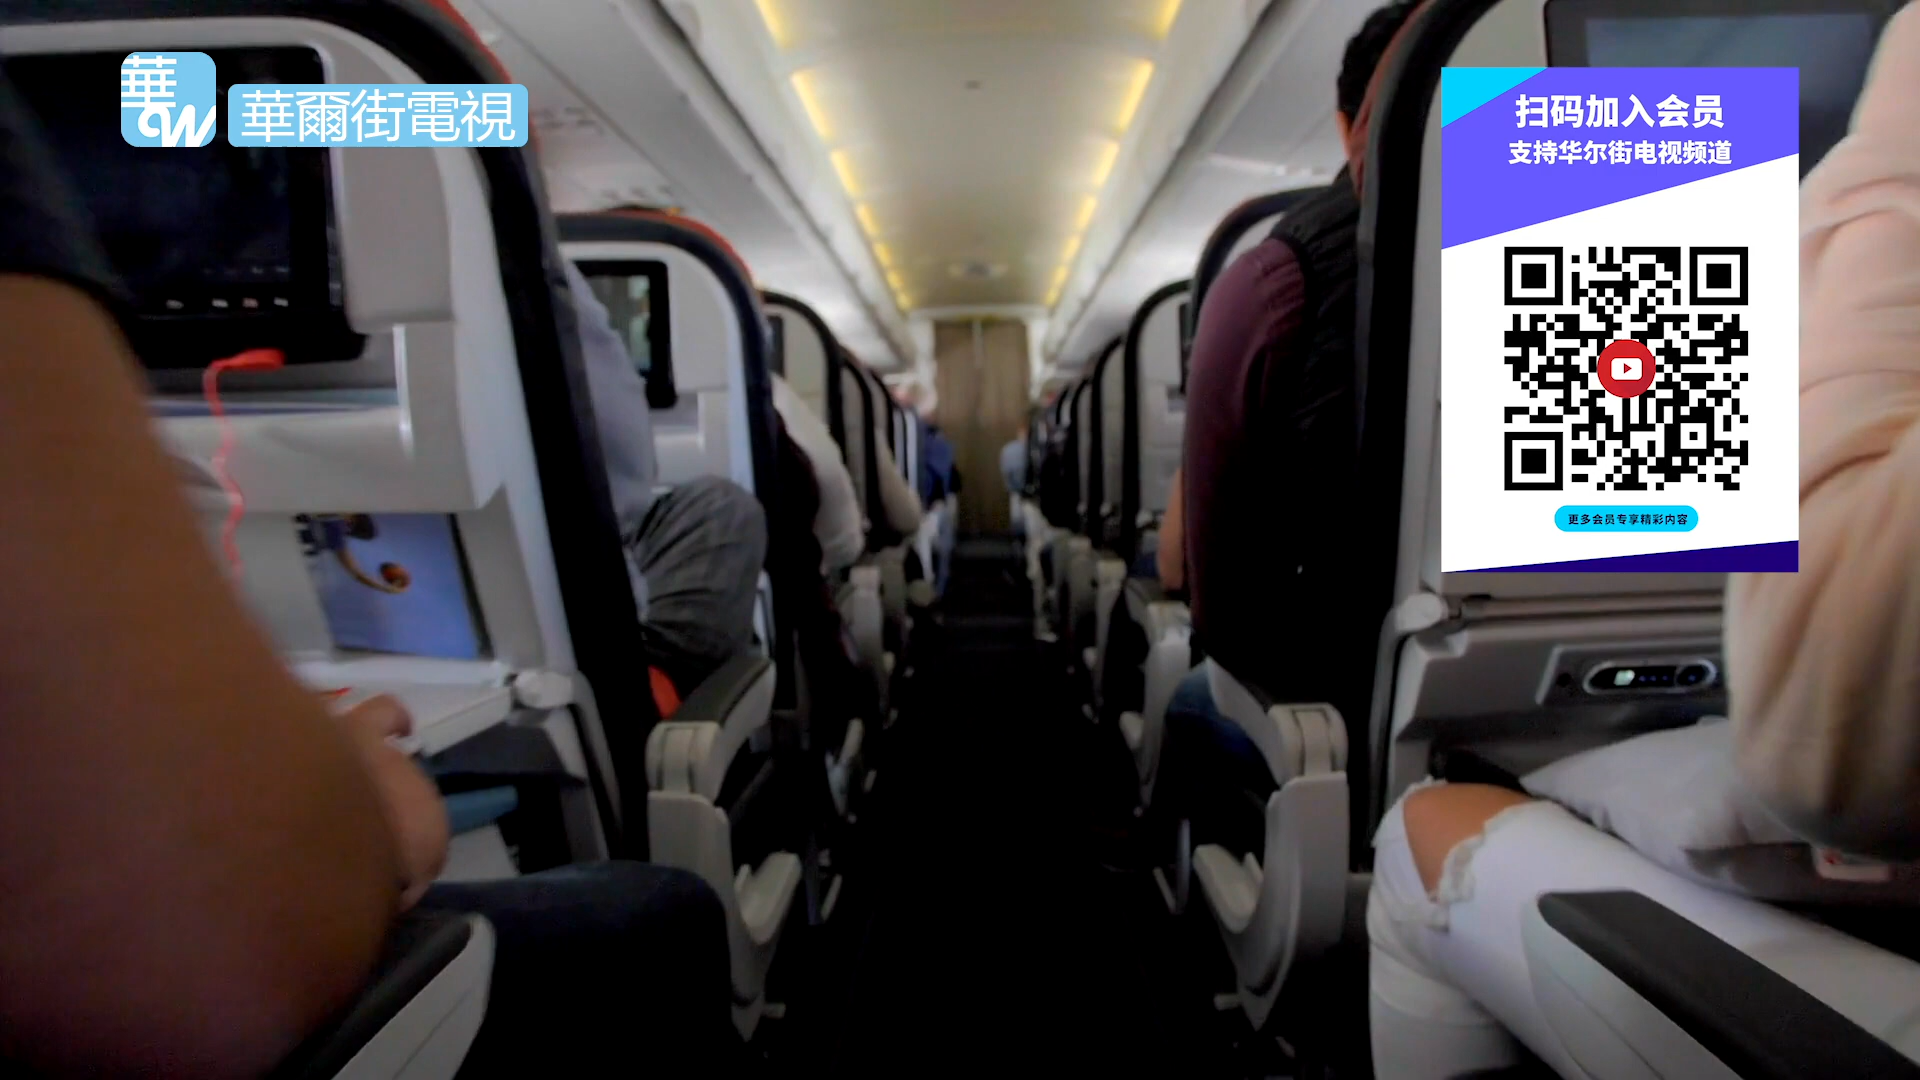 華
W
華爾街電視
扫码加入会员
支持华尔街电视频道
更多会员专享精彩内容